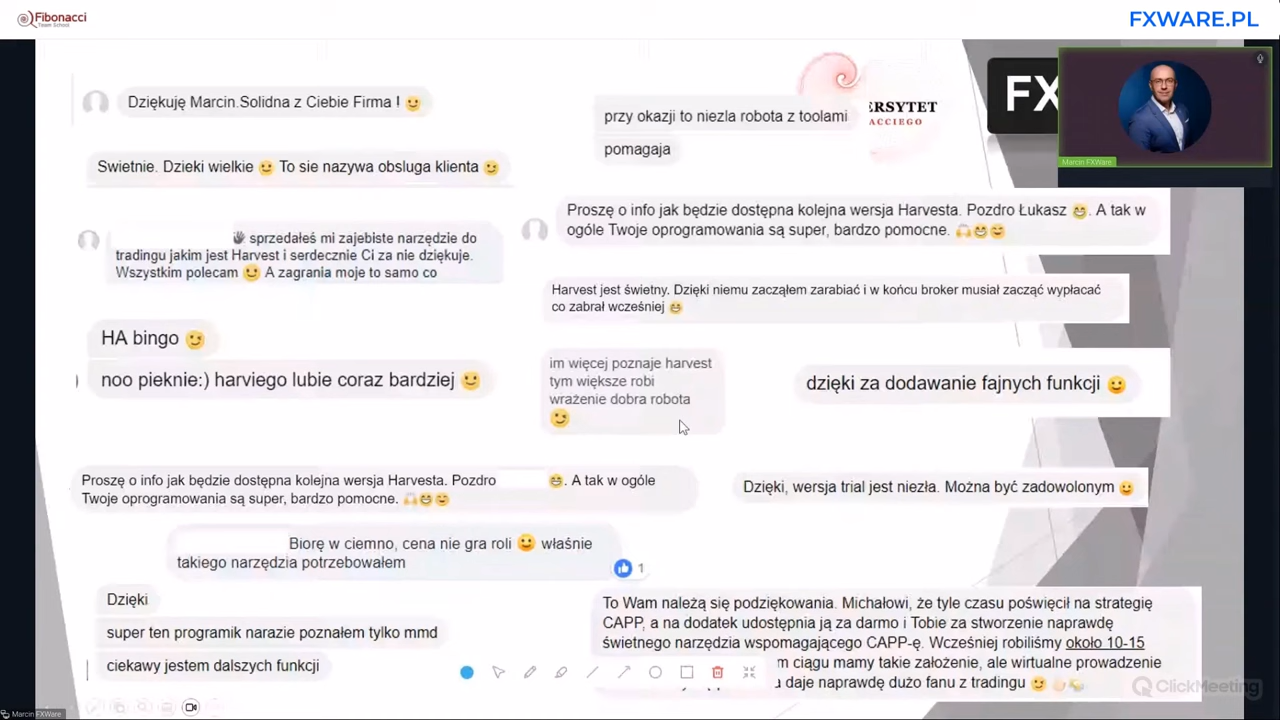 Fibonacci
Team School
FXWARE.PL
Dziękuję Marcin.Solidna z Ciebie Firma !
Swietnie. Dzieki wielkie To sie nazywa obsluga klienta
sprzedałeś mi zajebiste narzędzie do
tradingu jakim jest Harvest i serdecznie Ci za nie dziękuje.
Wszystkim polecam A zagrania moje to samo co
HA bingo
noo pieknie:) harviego lubie coraz bardziej
przy okazji to niezla robota z toolami
pomagaja
ERSYTET
ACCIEGO
FX
Marcin FXWare
Proszę o info jak będzie dostępna kolejna wersja Harvesta. Pozdro Łukasz . A tak w
ogóle Twoje oprogramowania są super, bardzo pomocne.
Harvest jest świetny. Dzięki niemu zacząłem zarabiać i w końcu broker musiał zacząć wypłacać
co zabrał wcześniej
im więcej poznaje harvest
tym większe robi
wrażenie dobra robota
dzięki za dodawanie fajnych funkcji
Proszę o info jak będzie dostępna kolejna wersja Harvesta. Pozdro . A tak w ogóle
Twoje oprogramowania są super, bardzo pomocne.
Dzięki, wersja trial jest niezła. Można być zadowolonym
Biorę w ciemno, cena nie gra roli właśnie
takiego narzędzia potrzebowałem
1
Dzięki
super ten programik narazie poznałem tylko mmd
ciekawy jestem dalszych funkcji
To Wam należą się podziękowania. Michałowi, że tyle czasu poświęcił na strategię
CAPP, a na dodatek udostępnia ją za darmo i Tobie za stworzenie naprawdę
świetnego narzędzia wspomagającego CAPP-ę. Wcześniej robiliśmy około 10-15
m ciągu mamy takie założenie, ale wirtualne prowadzenie
a daje naprawdę dużo fanu z tradingu
ClickMeeting
Marcin FXWare